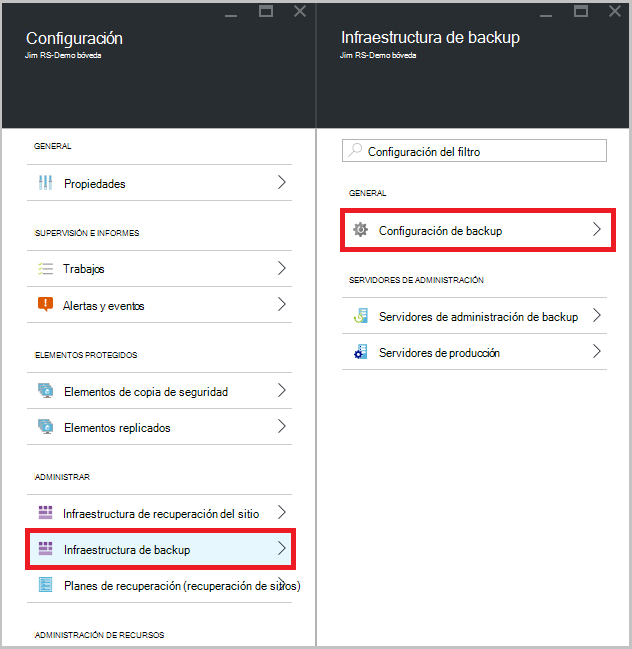 Configuración
Jim RS-Demo bóveda
GENERAL
Propiedades
SUPERVISIÓN E INFORMES
Trabajos
Alertas y eventos
ELEMENTOS PROTEGIDOS
Elementos de copia de seguridad
Elementos replicados
ADMINISTRAR
Infraestructura de recuperación del sitio
Infraestructura de backup
Planes de recuperación (recuperación de sitios)
ADMINISTRACIÓN DE RECURSOS
Infraestructura de backup
Jim RS-Demo bóveda
Configuración del filtro
GENERAL
Configuración de backup
SERVIDORES DE ADMINISTRACIÓN
Servidores de administración de backup
Servidores de producción